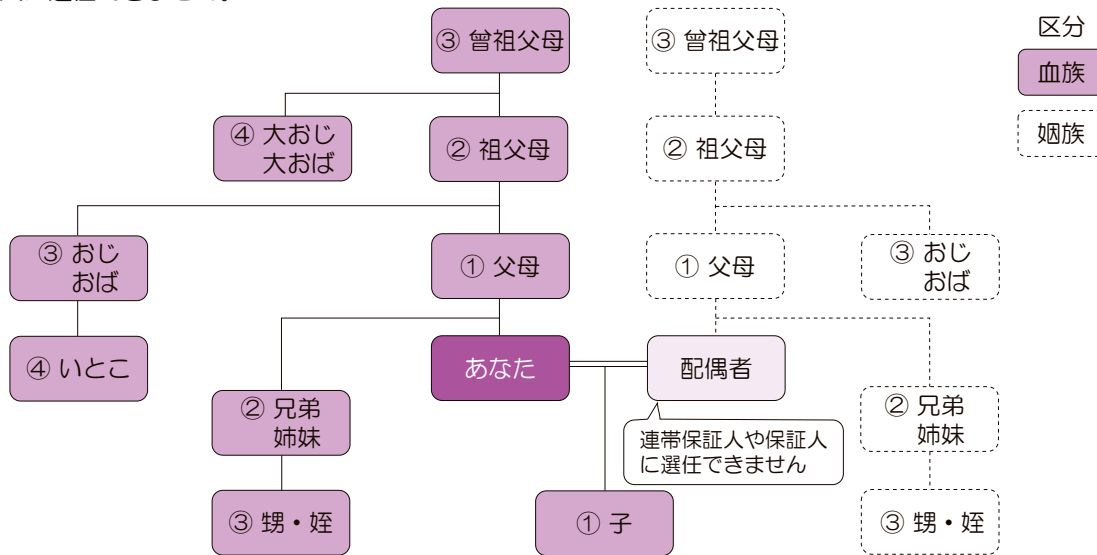 ③ 曾祖父母
③ 曾祖父母
区分
血族
④ 大おじ
大おば
② 祖父母
② 祖父母
姻族
③ おじ
おば
① 父母
① 父母
③ おじ
おば
④ いとこ
あなた
配偶者
② 兄弟
姉妹
連帯保証人や保証人
に選任できません
② 兄弟
姉妹
③ 甥・姪
① 子
③ 甥・姪